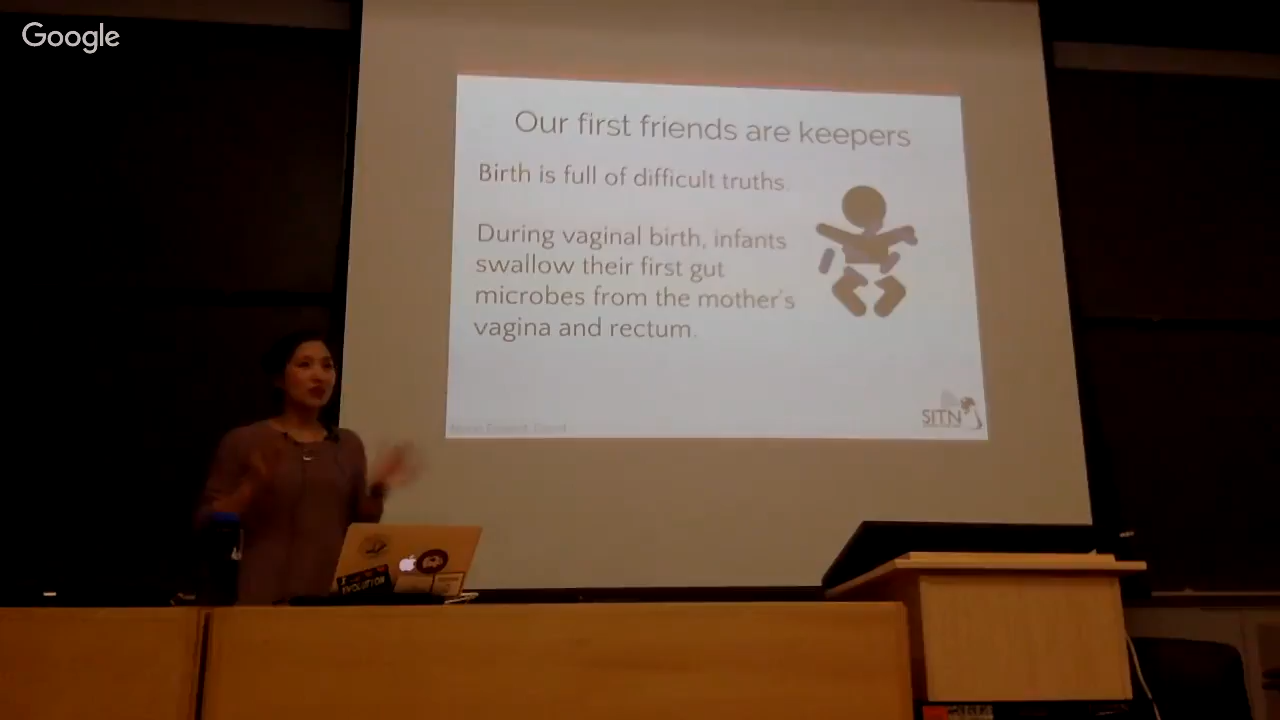 Google
Our first friends are keepers
Birth is full of difficult truths.
During vaginal birth, infants
swallow their first gut
microbes from the mother's
vagina and rectum.
SITN
EVOLUTION